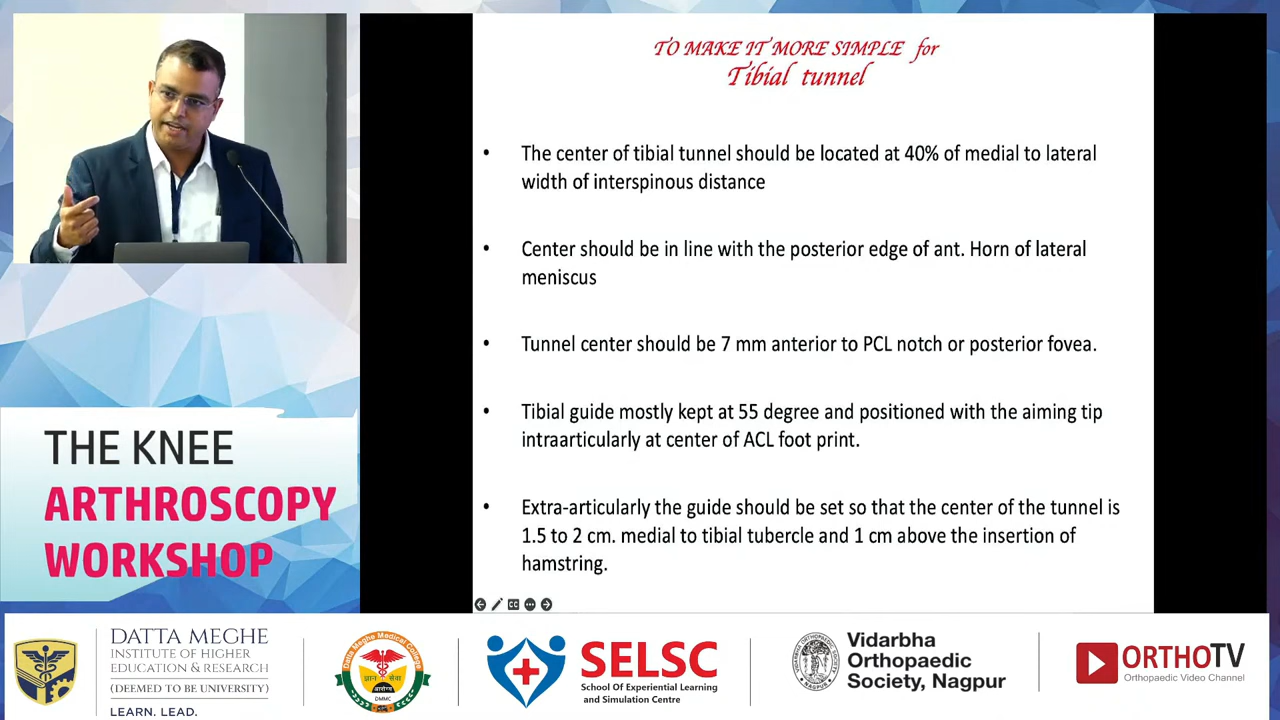 TO MAKE IT MORE SIMPLE for
Tibial tunnel
• The center of tibial tunnel should be located at 40% of medial to lateral
width of interspinous distance
• Center should be in line with the posterior edge of ant. Horn of lateral
meniscus
• Tunnel center should be 7 mm anterior to PCL notch or posterior fovea.
• Tibial guide mostly kept at 55 degree and positioned with the aiming tip
intraarticularly at center of ACL foot print.
• Extra-articularly the guide should be set so that the center of the tunnel is
1.5 to 2 cm. medial to tibial tubercle and 1 cm above the insertion of
hamstring.
THE KNEE
ARTHROSCOPY
WORKSHOP
DATTA MEGHE
INSTITUTE OF HIGHER
EDUCATION & RESEARCH
(DEEMED TO BE UNIVERSITY)
LEARN. LEAD.
Datta Meghe Medical College
ज्ञान सेवा
आरोग्य
DMMC
SELSC
School Of Experiential Learning
and Simulation Centre
Vidarbha
Orthopaedic
Society, Nagpur
ORTHOTV
Orthopaedic Video Channel